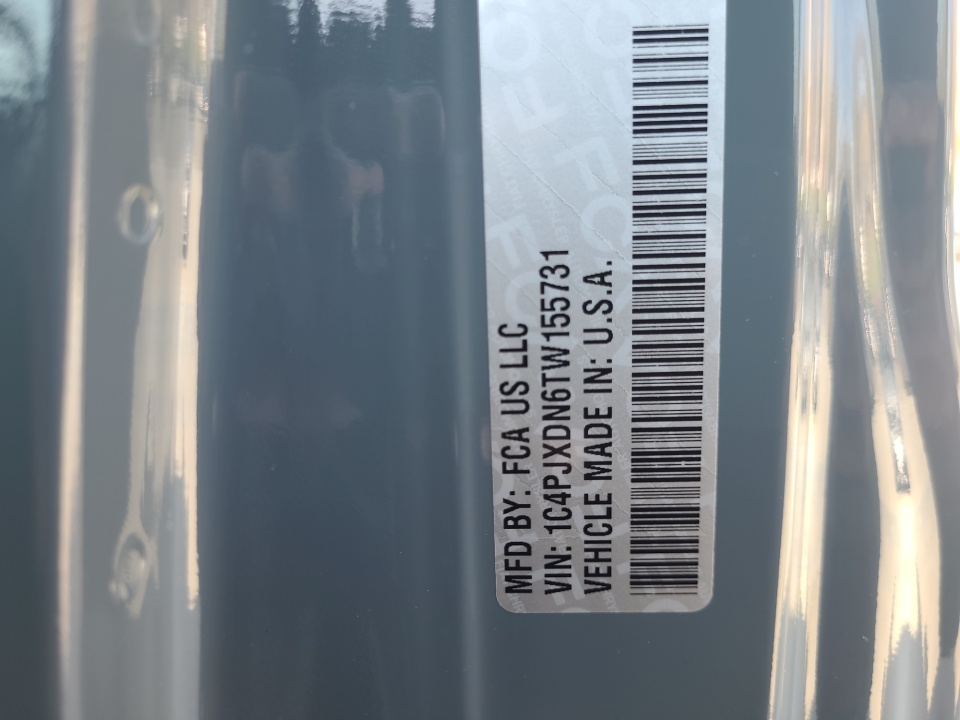 MFD BY: FCA US LLC
VIN: 1C4PJXDN6TW155731
VEHICLE MADE IN: U.S.A.